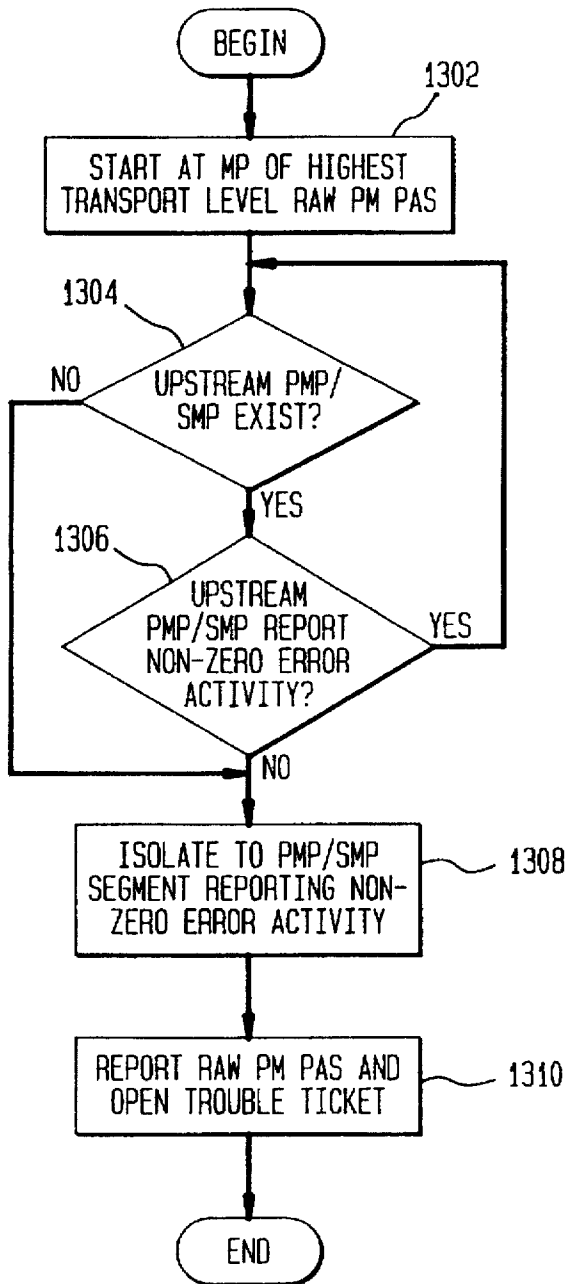 BEGIN
1302
START AT MP OF HIGHEST
TRANSPORT LEVEL RAW PM PAS
1304
NO
UPSTREAM PMP/
SMP EXIST?
YES
1306
UPSTREAM
PMP/SMP REPORT
NON-ZERO ERROR
ACTIVITY?
YES
NO
ISOLATE TO PMP/SMP
SEGMENT REPORTING NON-
ZERO ERROR ACTIVITY
1308
REPORT RAW PM PAS AND
OPEN TROUBLE TICKET
1310
END